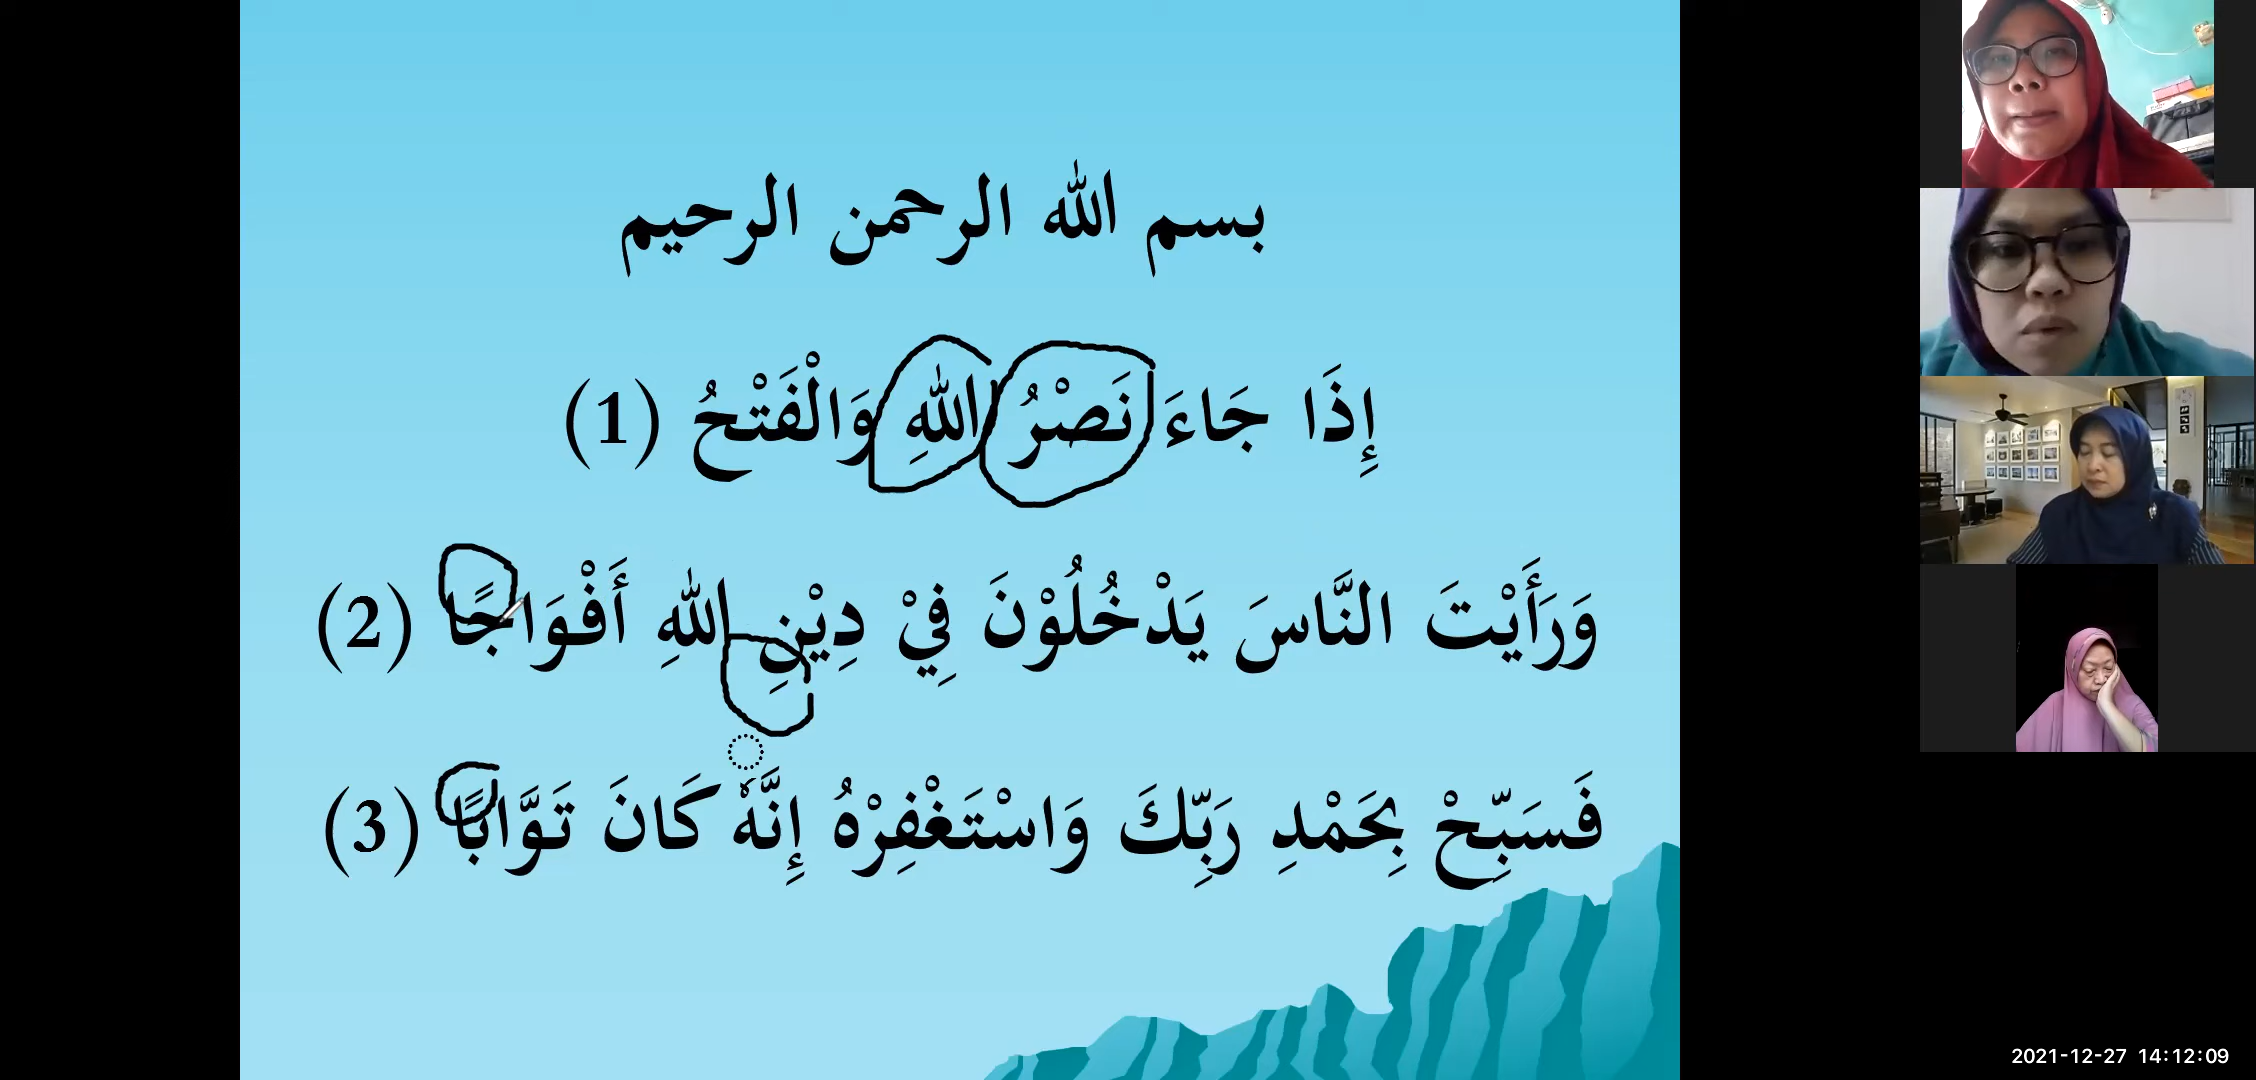 بسم الله الرحمن الرحيم
إِذَا جَاءَ نَصْرُ اللهِ وَالْفَتْحُ (1)
وَرَأَيْتَ النَّاسَ يَدْخُلُوْنَ فِيْ دِيْنِ اللهِ أَفْوَاجًا (2)
فَسَبِّحْ بِحَمْدِ رَبِّكَ وَاسْتَغْفِرْهُ إِنَّهٗ كَانَ تَوَّابًا (3)
2021-12-27 14:12:09